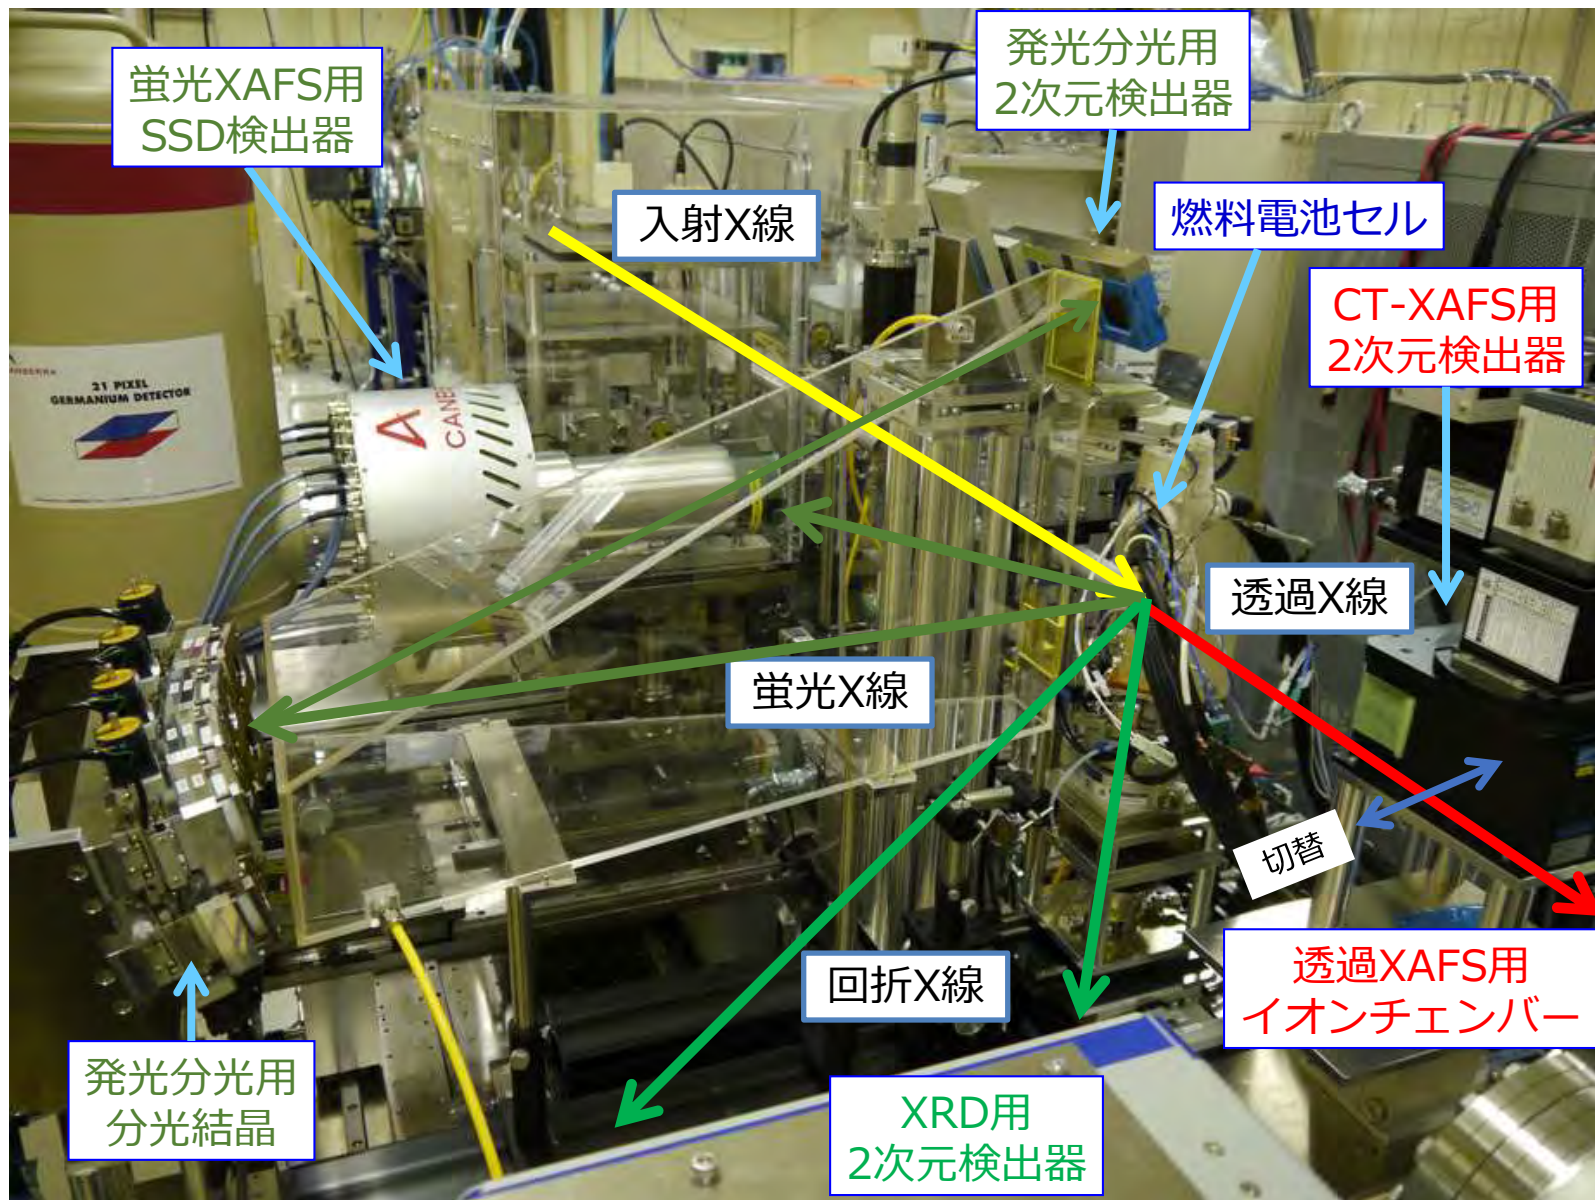 蛍光XAFS用
SSD検出器
発光分光用
2次元検出器
入射X線
燃料電池セル
CT-XAFS用
2次元検出器
21 PIXEL
GERMANIUM DETECTOR
透過X線
蛍光X線
切替
回折X線
透過XAFS用
イオンチェンバー
発光分光用
分光結晶
XRD用
2次元検出器